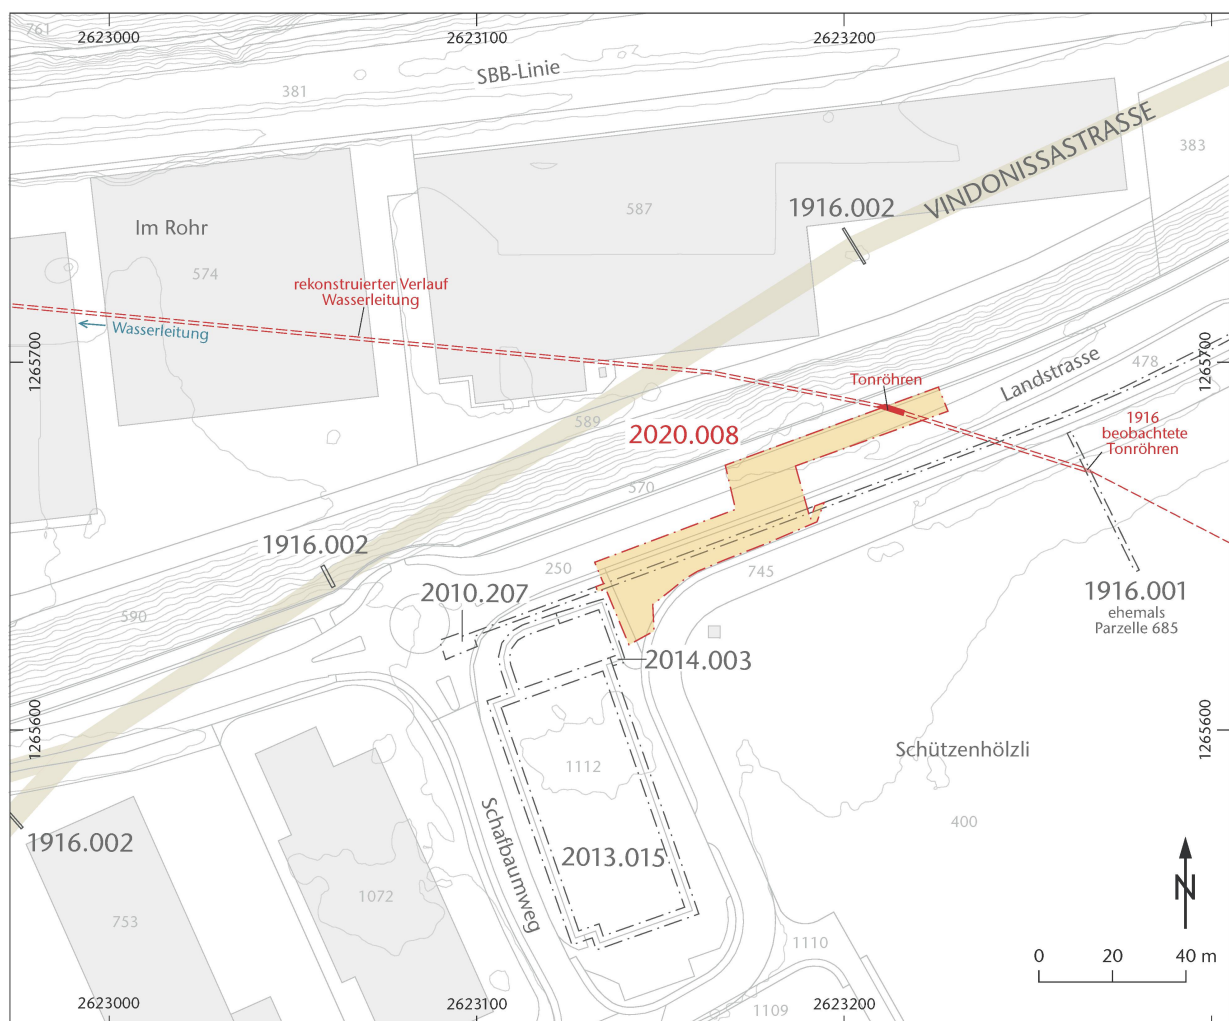 761
2623000
2623100
2623200
SBB-Linie
381
383
VINDONISSASTRASSE
587
1916.002
Im Rohr
574
rekonstruierter Verlauf
Wasserleitung
Wasserleitung
1265700
1265700
478
Landstrasse
Tonröhren
589
2020.008
1916
beobachtete
Tonröhren
570
1916.002
250
745
2010.207
1916.001
ehemals
Parzelle 685
590
2014.003
1265600
1265600
Schützenhölzli
1112
400
Schafbaumweg
1916.002
2013.015
1072
753
N
1110
0 20 40 m
2623000
2623100
2623200
1109